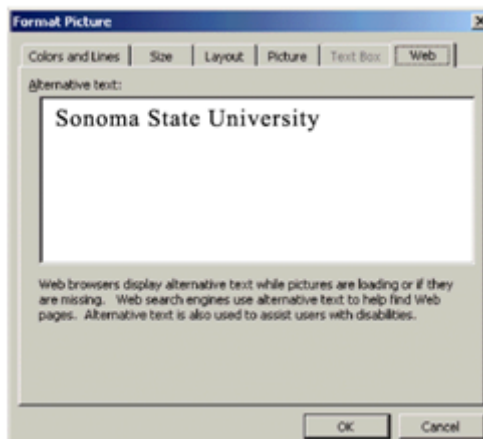 Format Picture
Colors and Lines Size Layout Picture Text Box Web
Alternative text:
Sonoma State University
Web browsers display alternative text while pictures are loading or if they
are missing. Web search engines use alternative text to help find Web
pages. Alternative text is also used to assist users with disabilities.
OK Cancel